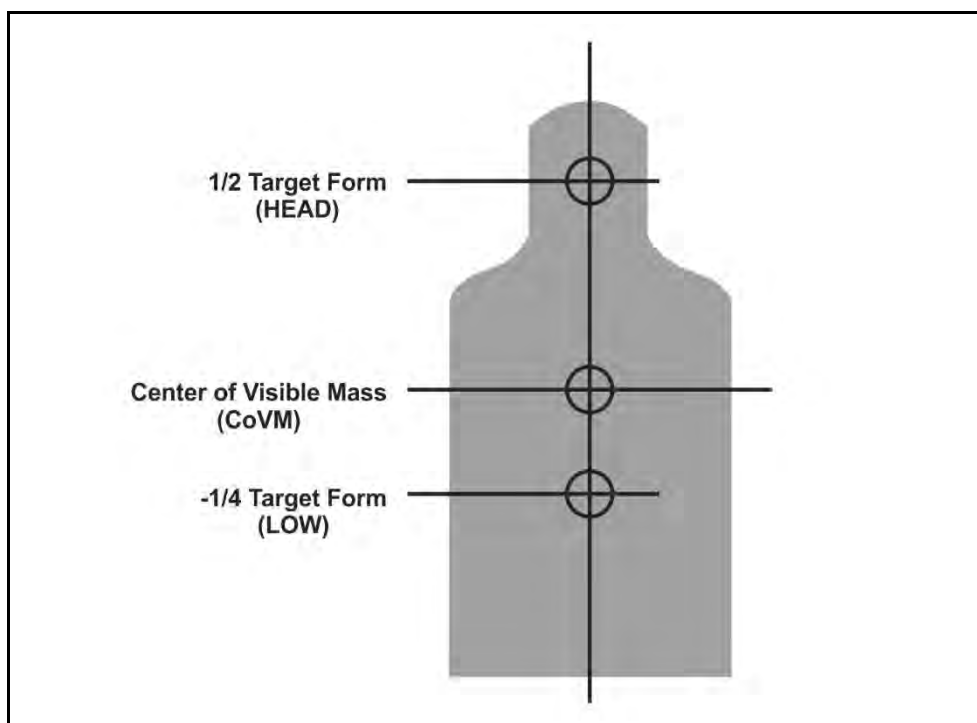 1/2 Target Form
(HEAD)
Center of Visible Mass
(CoVM)
-1/4 Target Form
(LOW)